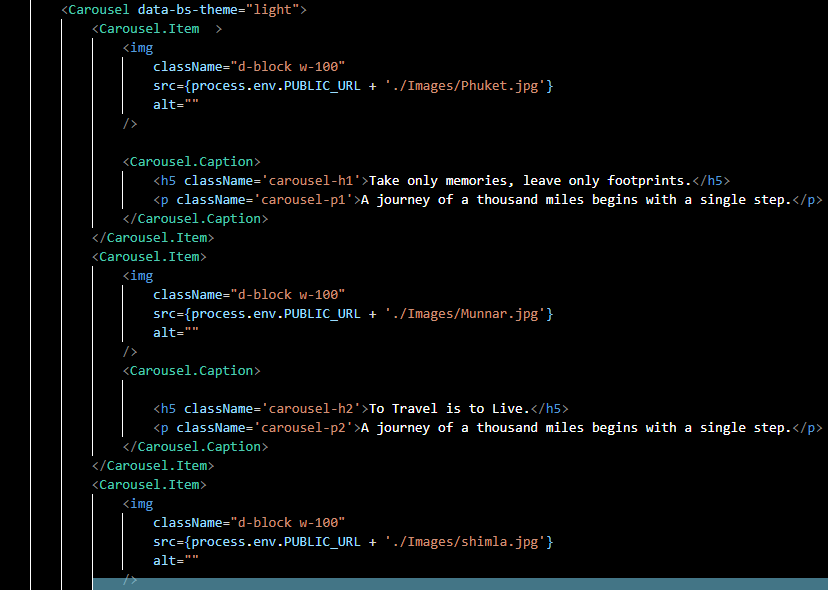 <Carousel data-bs-theme="light">
<Carousel.Item  >
<img
className="d-block w-100"
src={process.env.PUBLIC_URL + './Images/Phuket.jpg'}
alt=""
/>
<Carousel.Caption>
<h5 className='carousel-h1'>Take only memories, leave only footprints.</h5>
<p className='carousel-p1'>A journey of a thousand miles begins with a single step.</p>
</Carousel.Caption>
</Carousel.Item>
<Carousel.Item>
<img
className="d-block w-100"
src={process.env.PUBLIC_URL + './Images/Munnar.jpg'}
alt=""
/>
<Carousel.Caption>
<h5 className='carousel-h2'>To Travel is to Live.</h5>
<p className='carousel-p2'>A journey of a thousand miles begins with a single step.</p>
</Carousel.Caption>
</Carousel.Item>
<Carousel.Item>
<img
className="d-block w-100"
src={process.env.PUBLIC_URL + './Images/shimla.jpg'}
alt=""
/>